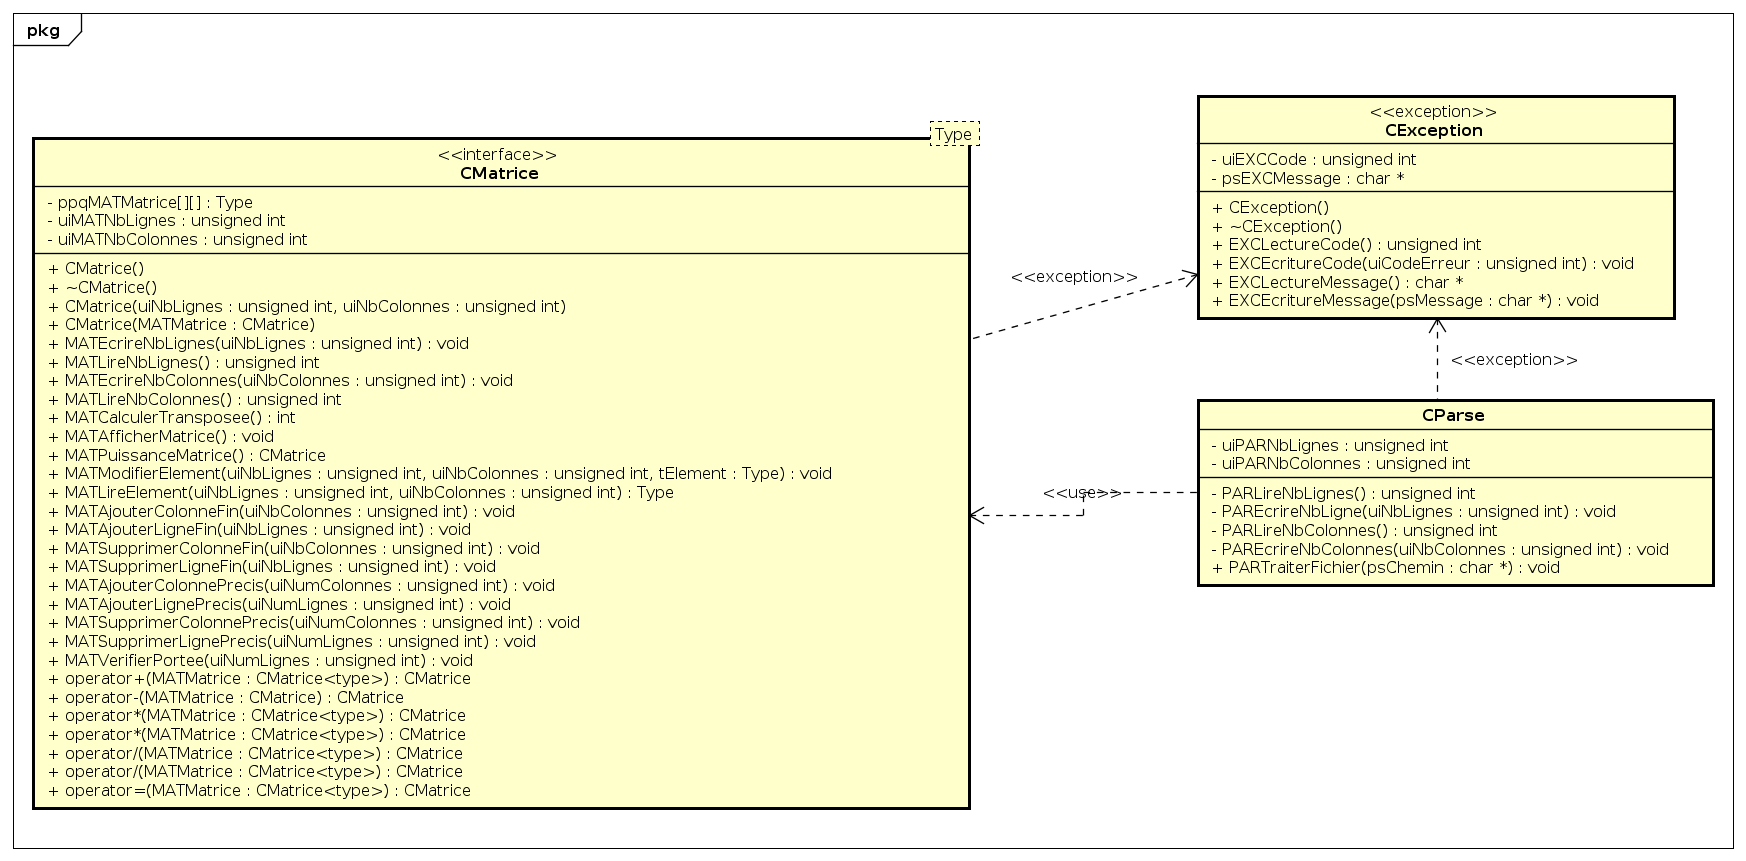 pkg
Type
<<interface>>
CMatrice
- ppqMATMatrice[][] : Type
- uiMATNbLignes : unsigned int
- uiMATNbColonnes : unsigned int
+ CMatrice()
+ ~CMatrice()
+ CMatrice(uiNbLignes : unsigned int, uiNbColonnes : unsigned int)
+ CMatrice(MATMatrice : CMatrice)
+ MATEcrireNbLignes(uiNbLignes : unsigned int) : void
+ MATLireNbLignes() : unsigned int
+ MATEcrireNbColonnes(uiNbColonnes : unsigned int) : void
+ MATLireNbColonnes() : unsigned int
+ MATCalculerTransposee() : int
+ MATAfficherMatrice() : void
+ MATPuissanceMatrice() : CMatrice
+ MATModifierElement(uiNbLignes : unsigned int, uiNbColonnes : unsigned int, tElement : Type) : void
+ MATLireElement(uiNbLignes : unsigned int, uiNbColonnes : unsigned int) : Type
+ MATAjouterColonneFin(uiNbColonnes : unsigned int) : void
+ MATAjouterLigneFin(uiNbLignes : unsigned int) : void
+ MATSupprimerColonneFin(uiNbColonnes : unsigned int) : void
+ MATSupprimerLigneFin(uiNbLignes : unsigned int) : void
+ MATAjouterColonnePrecis(uiNumColonnes : unsigned int) : void
+ MATAjouterLignePrecis(uiNumLignes : unsigned int) : void
+ MATSupprimerColonnePrecis(uiNumColonnes : unsigned int) : void
+ MATSupprimerLignePrecis(uiNumLignes : unsigned int) : void
+ MATVerifierPortee(uiNumLignes : unsigned int) : void
+ operator+(MATMatrice : CMatrice<type>) : CMatrice
+ operator-(MATMatrice : CMatrice) : CMatrice
+ operator*(MATMatrice : CMatrice<type>) : CMatrice
+ operator*(MATMatrice : CMatrice<type>) : CMatrice
+ operator/(MATMatrice : CMatrice<type>) : CMatrice
+ operator/(MATMatrice : CMatrice<type>) : CMatrice
+ operator=(MATMatrice : CMatrice<type>) : CMatrice
<<exception>>
<<use>>
<<exception>>
CException
- uiEXCCode : unsigned int
- psEXCMessage : char *
+ CException()
+ ~CException()
+ EXCLectureCode() : unsigned int
+ EXCEcritureCode(uiCodeErreur : unsigned int) : void
+ EXCLectureMessage() : char *
+ EXCEcritureMessage(psMessage : char *) : void
<<exception>>
CParse
- uiPARNbLignes : unsigned int
- uiPARNbColonnes : unsigned int
- PARLireNbLignes() : unsigned int
- PAREcrireNbLigne(uiNbLignes : unsigned int) : void
- PARLireNbColonnes() : unsigned int
- PAREcrireNbColonnes(uiNbColonnes : unsigned int) : void
+ PARTraiterFichier(psChemin : char *) : void